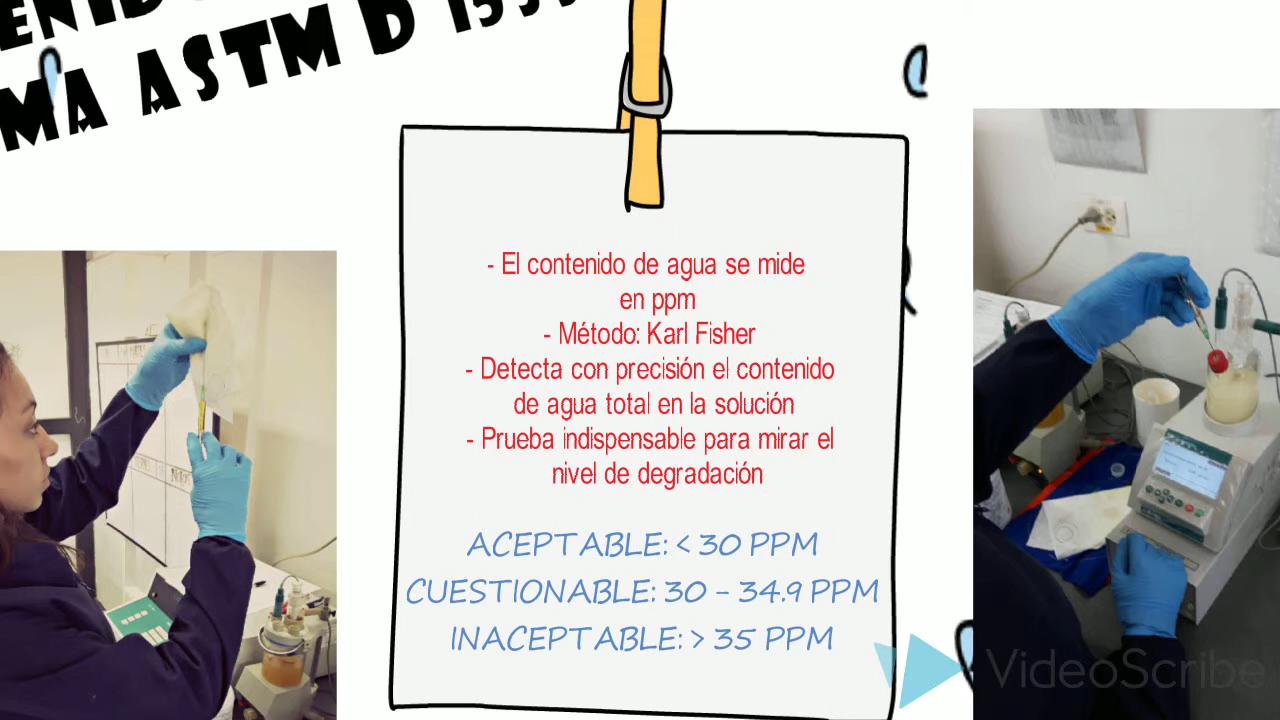 MA ASTM D
- El contenido de agua se mide
en ppm
- Método: Karl Fisher
- Detecta con precisión el contenido
de agua total en la solución
- Prueba indispensable para mirar el
nivel de degradación
ACEPTABLE: < 30 PPM
CUESTIONABLE: 30 - 34.9 PPM
INACEPTABLE: > 35 PPM
VideoScribe